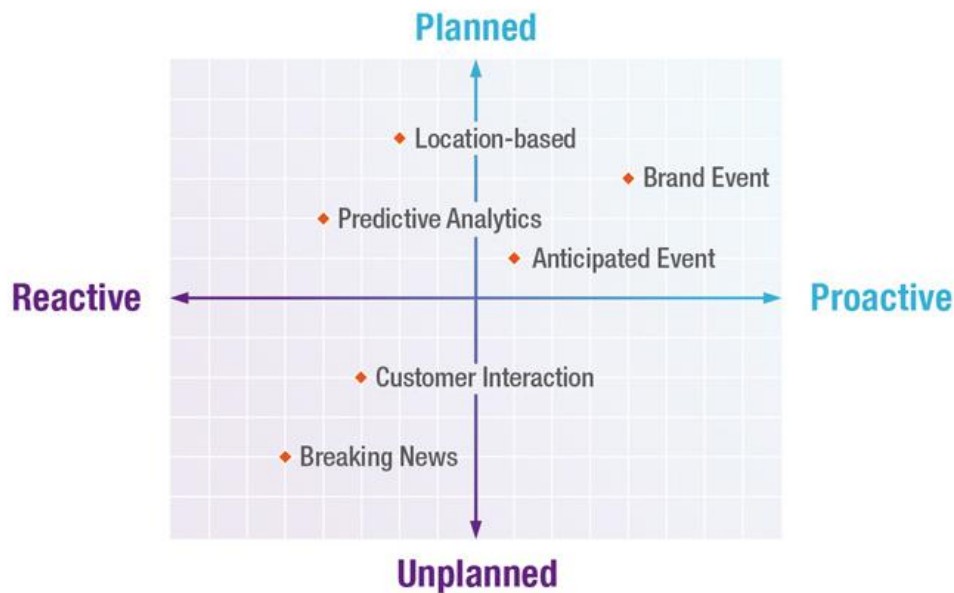 Planned
Location-based
Brand Event
Predictive Analytics
Anticipated Event
Reactive
Proactive
Customer Interaction
Breaking News
Unplanned